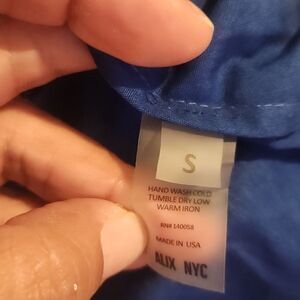 S
HAND WASH COLD
TUMBLE DRY LOW
WARM IRON
RN# 140058
MADE IN USA
ALIX NYC